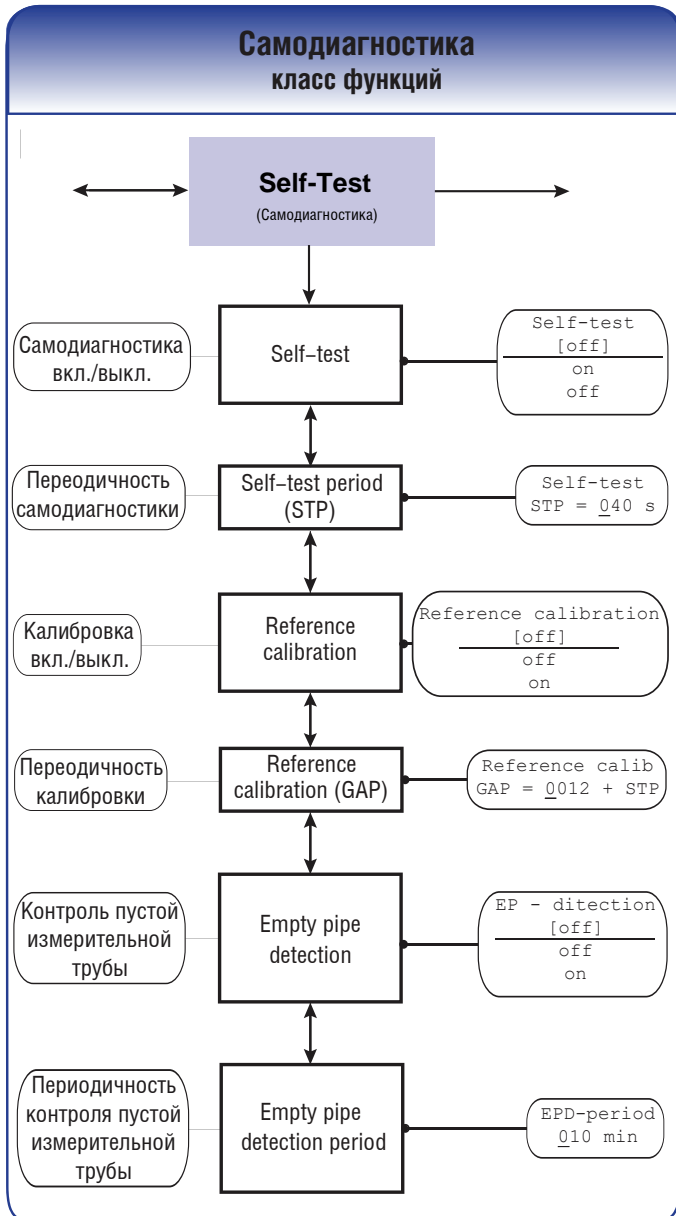 Самодиагностика
класс функций
Self-Test
(Самодиагностика)
Самодиагностика
вкл./выкл.
Self-test
Self-test
[off]
on
off
Переодичность
самодиагностики
Self-test period
(STP)
Self-test
STP = 040 s
Калибровка
вкл./выкл.
Reference
calibration
Reference calibration
[off]
off
on
Переодичность
калибровки
Reference
calibration (GAP)
Reference calib
GAP = 0012 + STP
Контроль пустой
измерительной
трубы
Empty pipe
detection
EP - ditection
[off]
off
on
Периодичность
контроля пустой
измерительной
трубы
Empty pipe
detection period
EPD-period
010 min